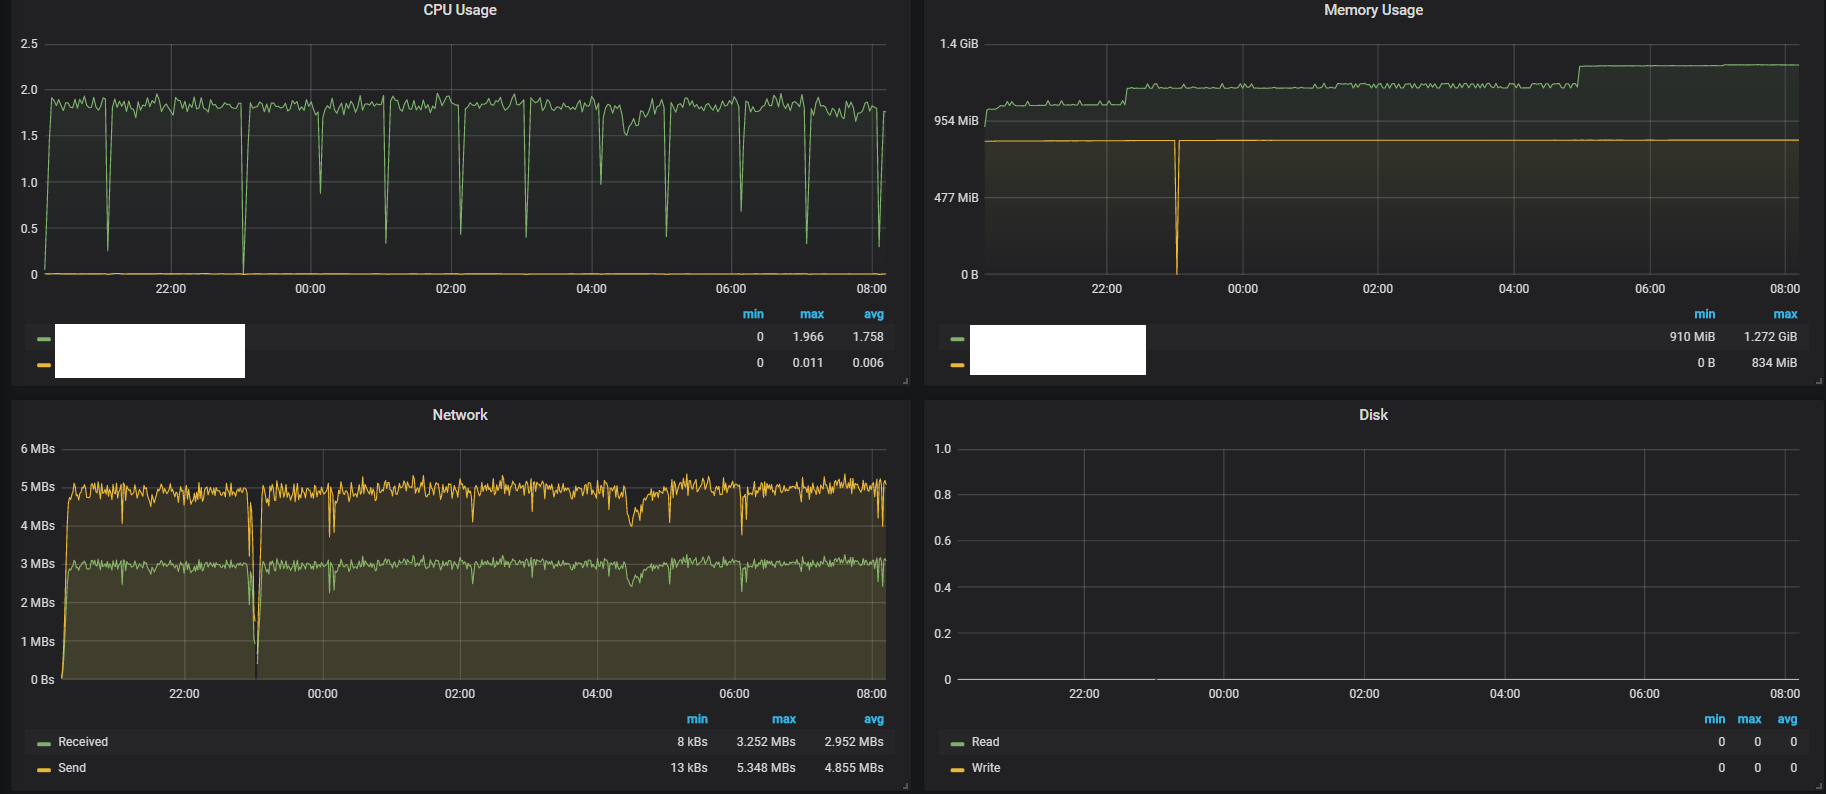 CPU Usage
2.5
2.0
1.5
1.0
0.5
0
22:00 00:00 02:00 04:00 06:00 08:00
min max avg
0 1.966 1.758
0 0.011 0.006
Memory Usage
1.4 GiB
954 MiB
477 MiB
0 B
22:00 00:00 02:00 04:00 06:00 08:00
min max
910 MiB 1.272 GiB
0 B 834 MiB
Network
6 MBs
5 MBs
4 MBs
3 MBs
2 MBs
1 MBs
0 Bs
22:00 00:00 02:00 04:00 06:00 08:00
min max avg
Received 8 kBs 3.252 MBs 2.952 MBs
Send 13 kBs 5.348 MBs 4.855 MBs
Disk
1.0
0.8
0.6
0.4
0.2
0
22:00 00:00 02:00 04:00 06:00 08:00
min max avg
Read 0 0 0
Write 0 0 0